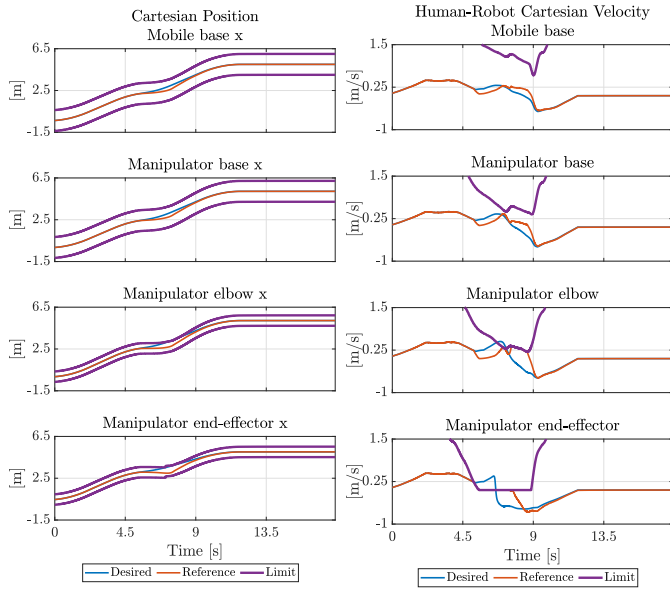 Cartesian Position
Mobile base x
6.5
2.5
-1.5
[m]
Manipulator base x
6.5
2.5
-1.5
[m]
Manipulator elbow x
6.5
2.5
-1.5
[m]
Manipulator end-effector x
6.5
2.5
-1.5
[m]
0 4.5 9 13.5
Time [s]
Desired Reference Limit
Human-Robot Cartesian Velocity
Mobile base
1.5
0.25
-1
[m/s]
Manipulator base
1.5
0.25
-1
[m/s]
Manipulator elbow
1.5
0.25
-1
[m/s]
Manipulator end-effector
1.5
0.25
-1
[m/s]
0 4.5 9 13.5
Time [s]
Desired Reference Limit